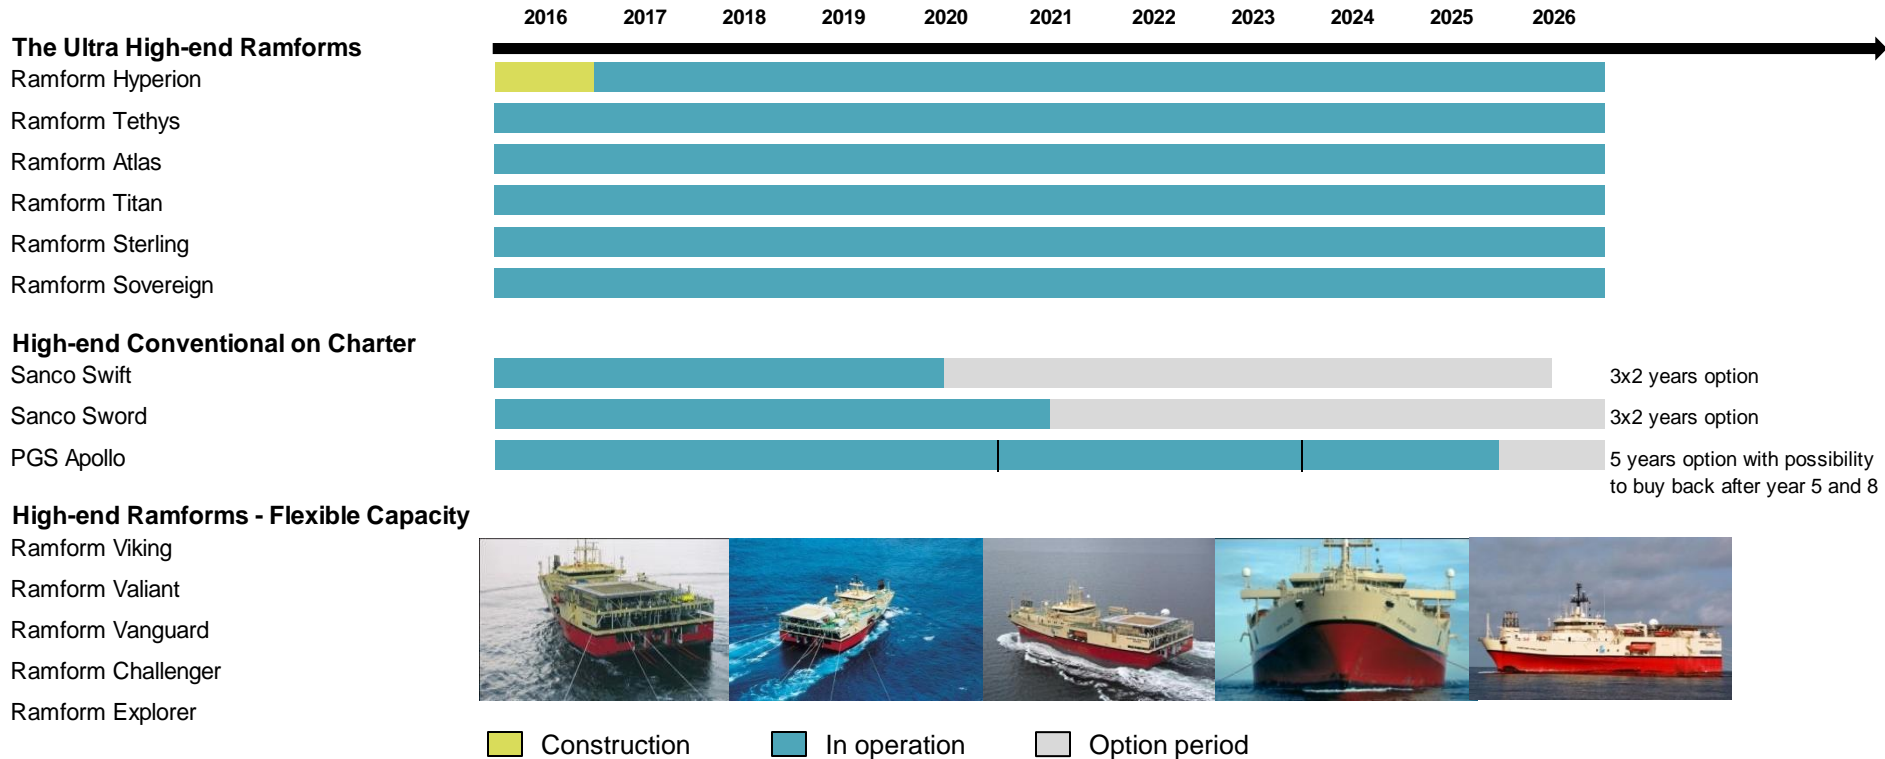 2016 2017 2018 2019 2020 2021 2022 2023 2024 2025 2026
The Ultra High-end Ramforms
Ramform Hyperion
Ramform Tethys
Ramform Atlas
Ramform Titan
Ramform Sterling
Ramform Sovereign
High-end Conventional on Charter
Sanco Swift
3x2 years option
Sanco Sword
3x2 years option
PGS Apollo
5 years option with possibility
to buy back after year 5 and 8
High-end Ramforms - Flexible Capacity
Ramform Viking
Ramform Valiant
Ramform Vanguard
Ramform Challenger
Ramform Explorer
Construction In operation Option period